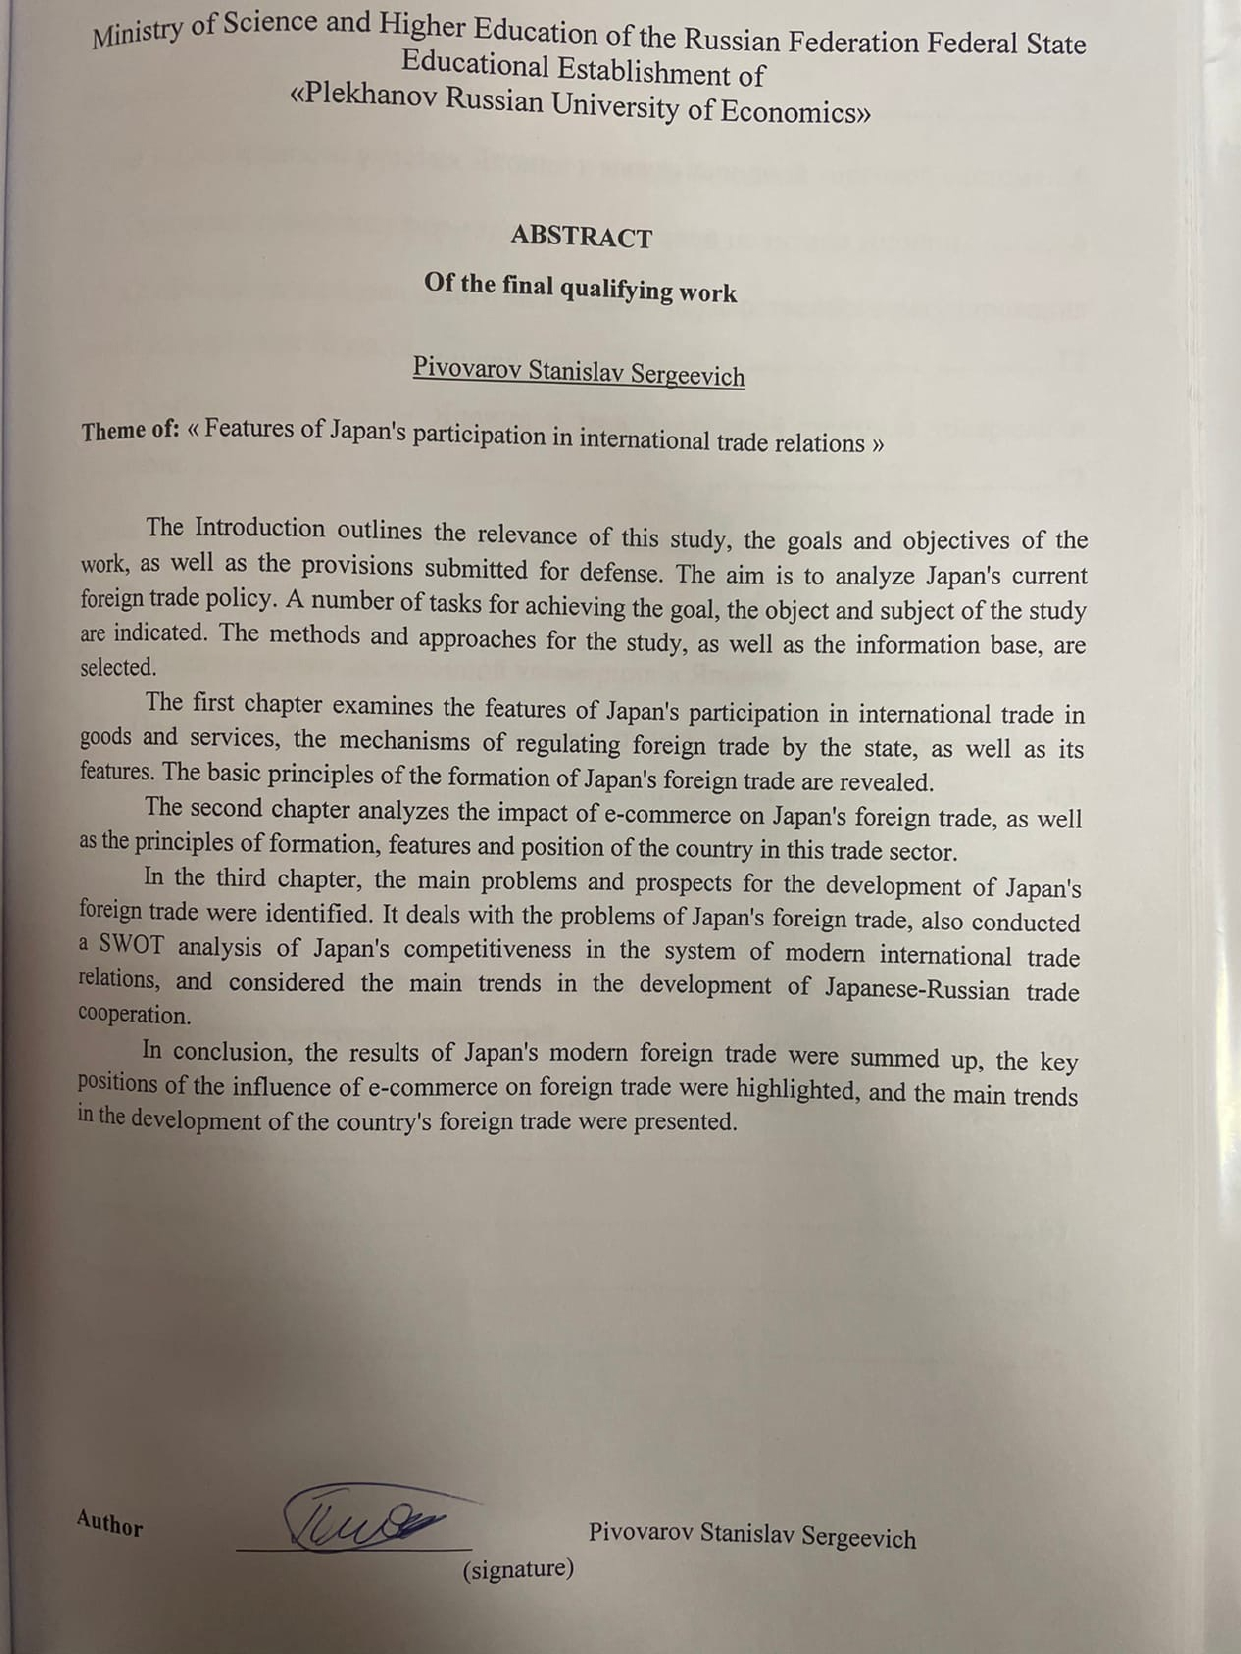 Ministry of Science and Higher Education of the Russian Federation Federal State
Educational Establishment of
«Plekhanov Russian University of Economics»
ABSTRACT
Of the final qualifying work
Pivovarov Stanislav Sergeevich
Theme of: « Features of Japan's participation in international trade relations »
The Introduction outlines the relevance of this study, the goals and objectives of the
work, as well as the provisions submitted for defense. The aim is to analyze Japan's current
foreign trade policy. A number of tasks for achieving the goal, the object and subject of the study
are indicated. The methods and approaches for the study, as well as the information base, are
selected.
The first chapter examines the features of Japan's participation in international trade in
goods and services, the mechanisms of regulating foreign trade by the state, as well as its
features. The basic principles of the formation of Japan's foreign trade are revealed.
The second chapter analyzes the impact of e-commerce on Japan's foreign trade, as well
as the principles of formation, features and position of the country in this trade sector.
In the third chapter, the main problems and prospects for the development of Japan's
foreign trade were identified. It deals with the problems of Japan's foreign trade, also conducted
a SWOT analysis of Japan's competitiveness in the system of modern international trade
relations, and considered the main trends in the development of Japanese-Russian trade
cooperation.
In conclusion, the results of Japan's modern foreign trade were summed up, the key
positions of the influence of e-commerce on foreign trade were highlighted, and the main trends
in the development of the country's foreign trade were presented.
Author
Pivovarov Stanislav Sergeevich
(signature)